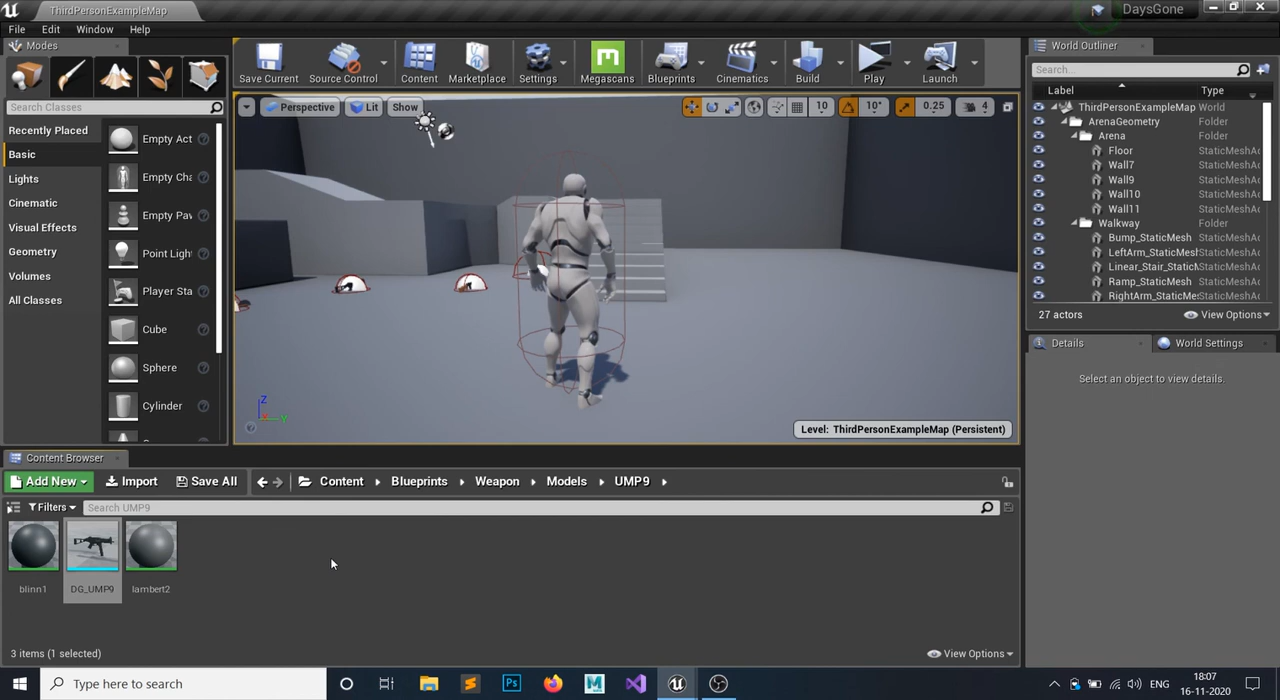 ThirdPersonExampleMap
DaysGone
File Edit Window Help
Modes
Search Classes
Recently Placed
Basic
Lights
Cinematic
Visual Effects
Geometry
Volumes
All Classes
Empty Act
Empty Cha
Empty Paw
Point Light
Player Sta
Cube
Sphere
Cylinder
Save Current
Source Control
Content
Marketplace
Settings
Megascans
Blueprints
Cinematics
Build
Play
Launch
Perspective Lit Show
10 10° 0.25 4
Z
Y
Level: ThirdPersonExampleMap (Persistent)
World Outliner
Search...
Label Type
ThirdPersonExampleMap World
ArenaGeometry Folder
Arena Folder
Floor StaticMeshAc
Wall7 StaticMeshAc
Wall9 StaticMeshAc
Wall10 StaticMeshAc
Wall11 StaticMeshAc
Walkway Folder
Bump_StaticMesh StaticMeshAc
LeftArm_StaticMesh StaticMeshAc
Linear_Stair_StaticM StaticMeshAc
Ramp_StaticMesh StaticMeshAc
RightArm_StaticMes StaticMeshAc
27 actors View Options
Details World Settings
Select an object to view details.
Content Browser
Add New Import Save All Content Blueprints Weapon Models UMP9
Filters Search UMP9
blinn1 DG_UMP9 lambert2
3 items (1 selected) View Options
Type here to search
Ps
M
ENG
18:07
16-11-2020